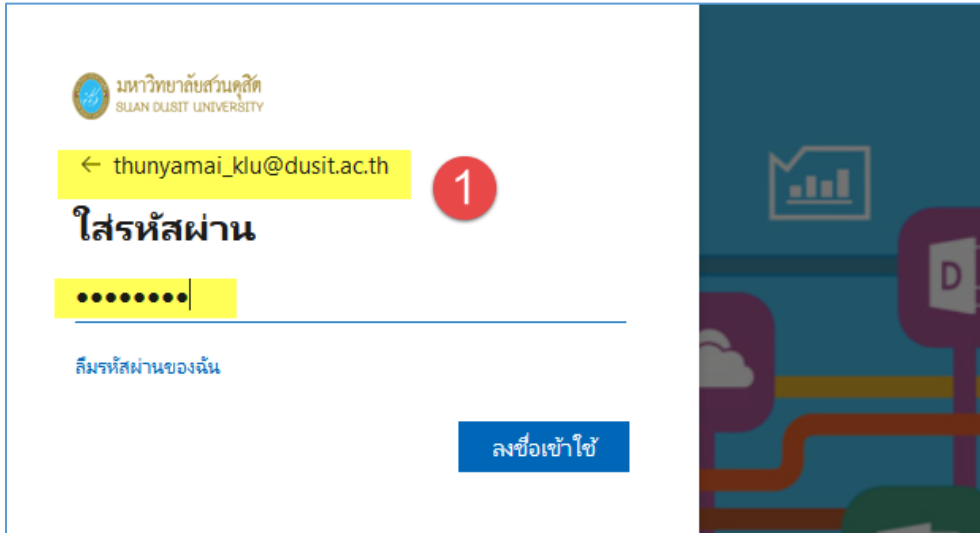 มหาวิทยาลัยสวนดุสิต
SUAN DUSIT UNIVERSITY
← thunyamai_klu@dusit.ac.th
1
ใส่รหัสผ่าน
••••••••
ลืมรหัสผ่านของฉัน
ลงชื่อเข้าใช้
D